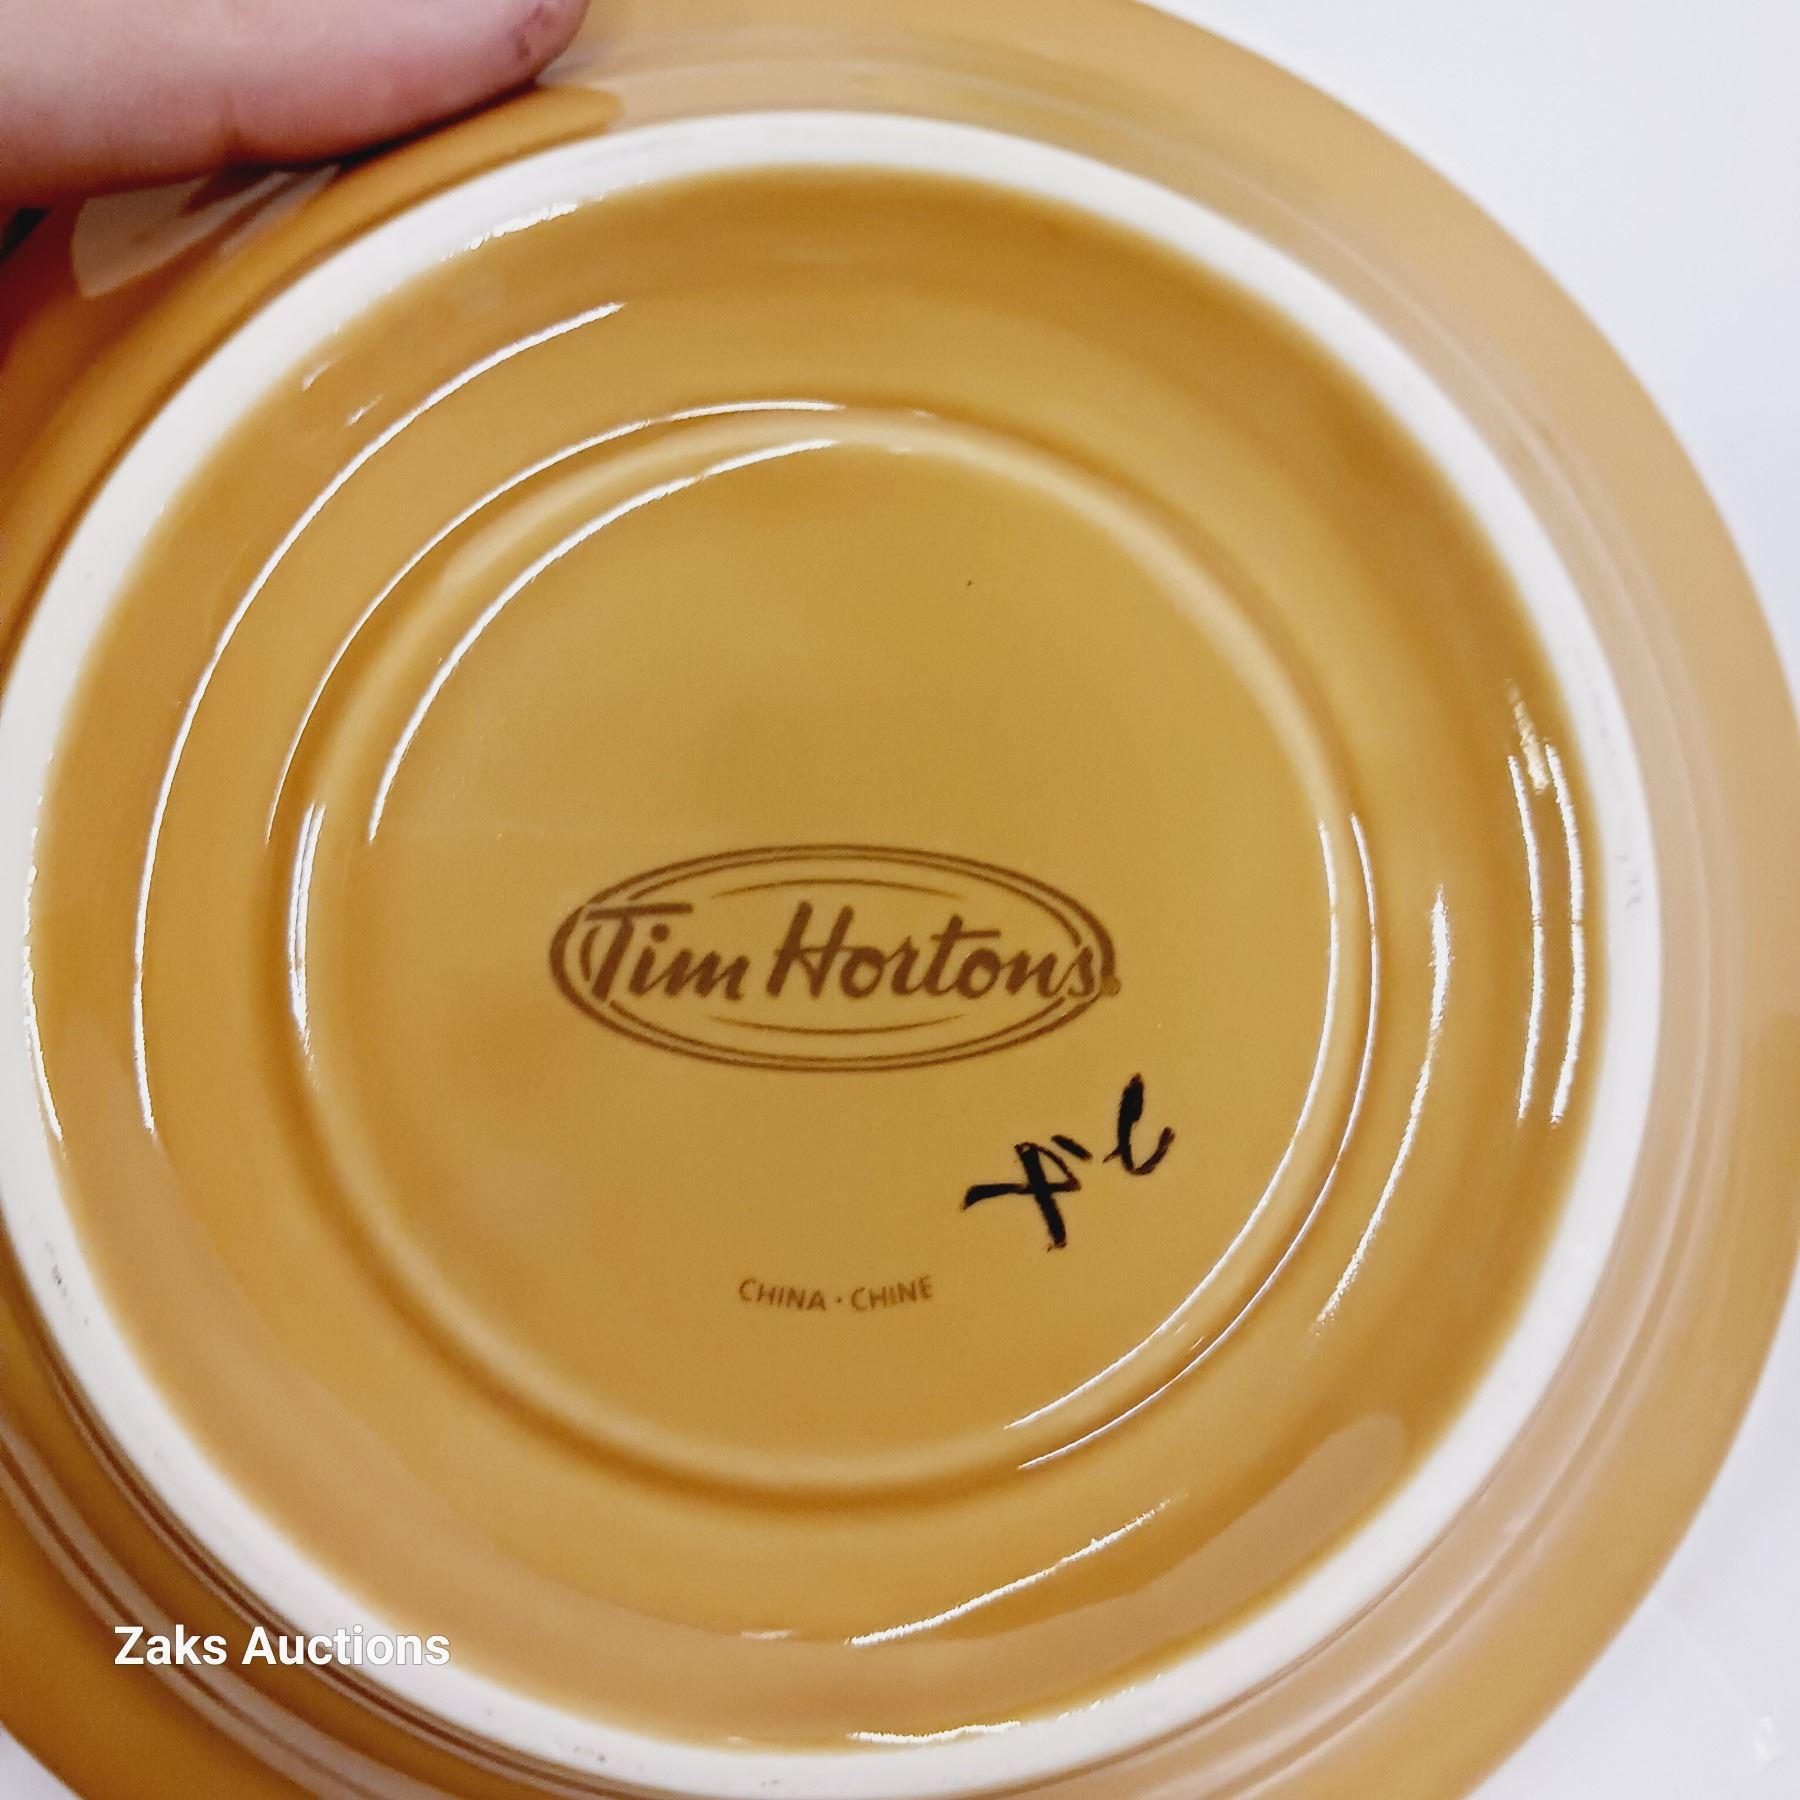 Tim Hortons®
CHINA · CHINE
Zaks Auctions